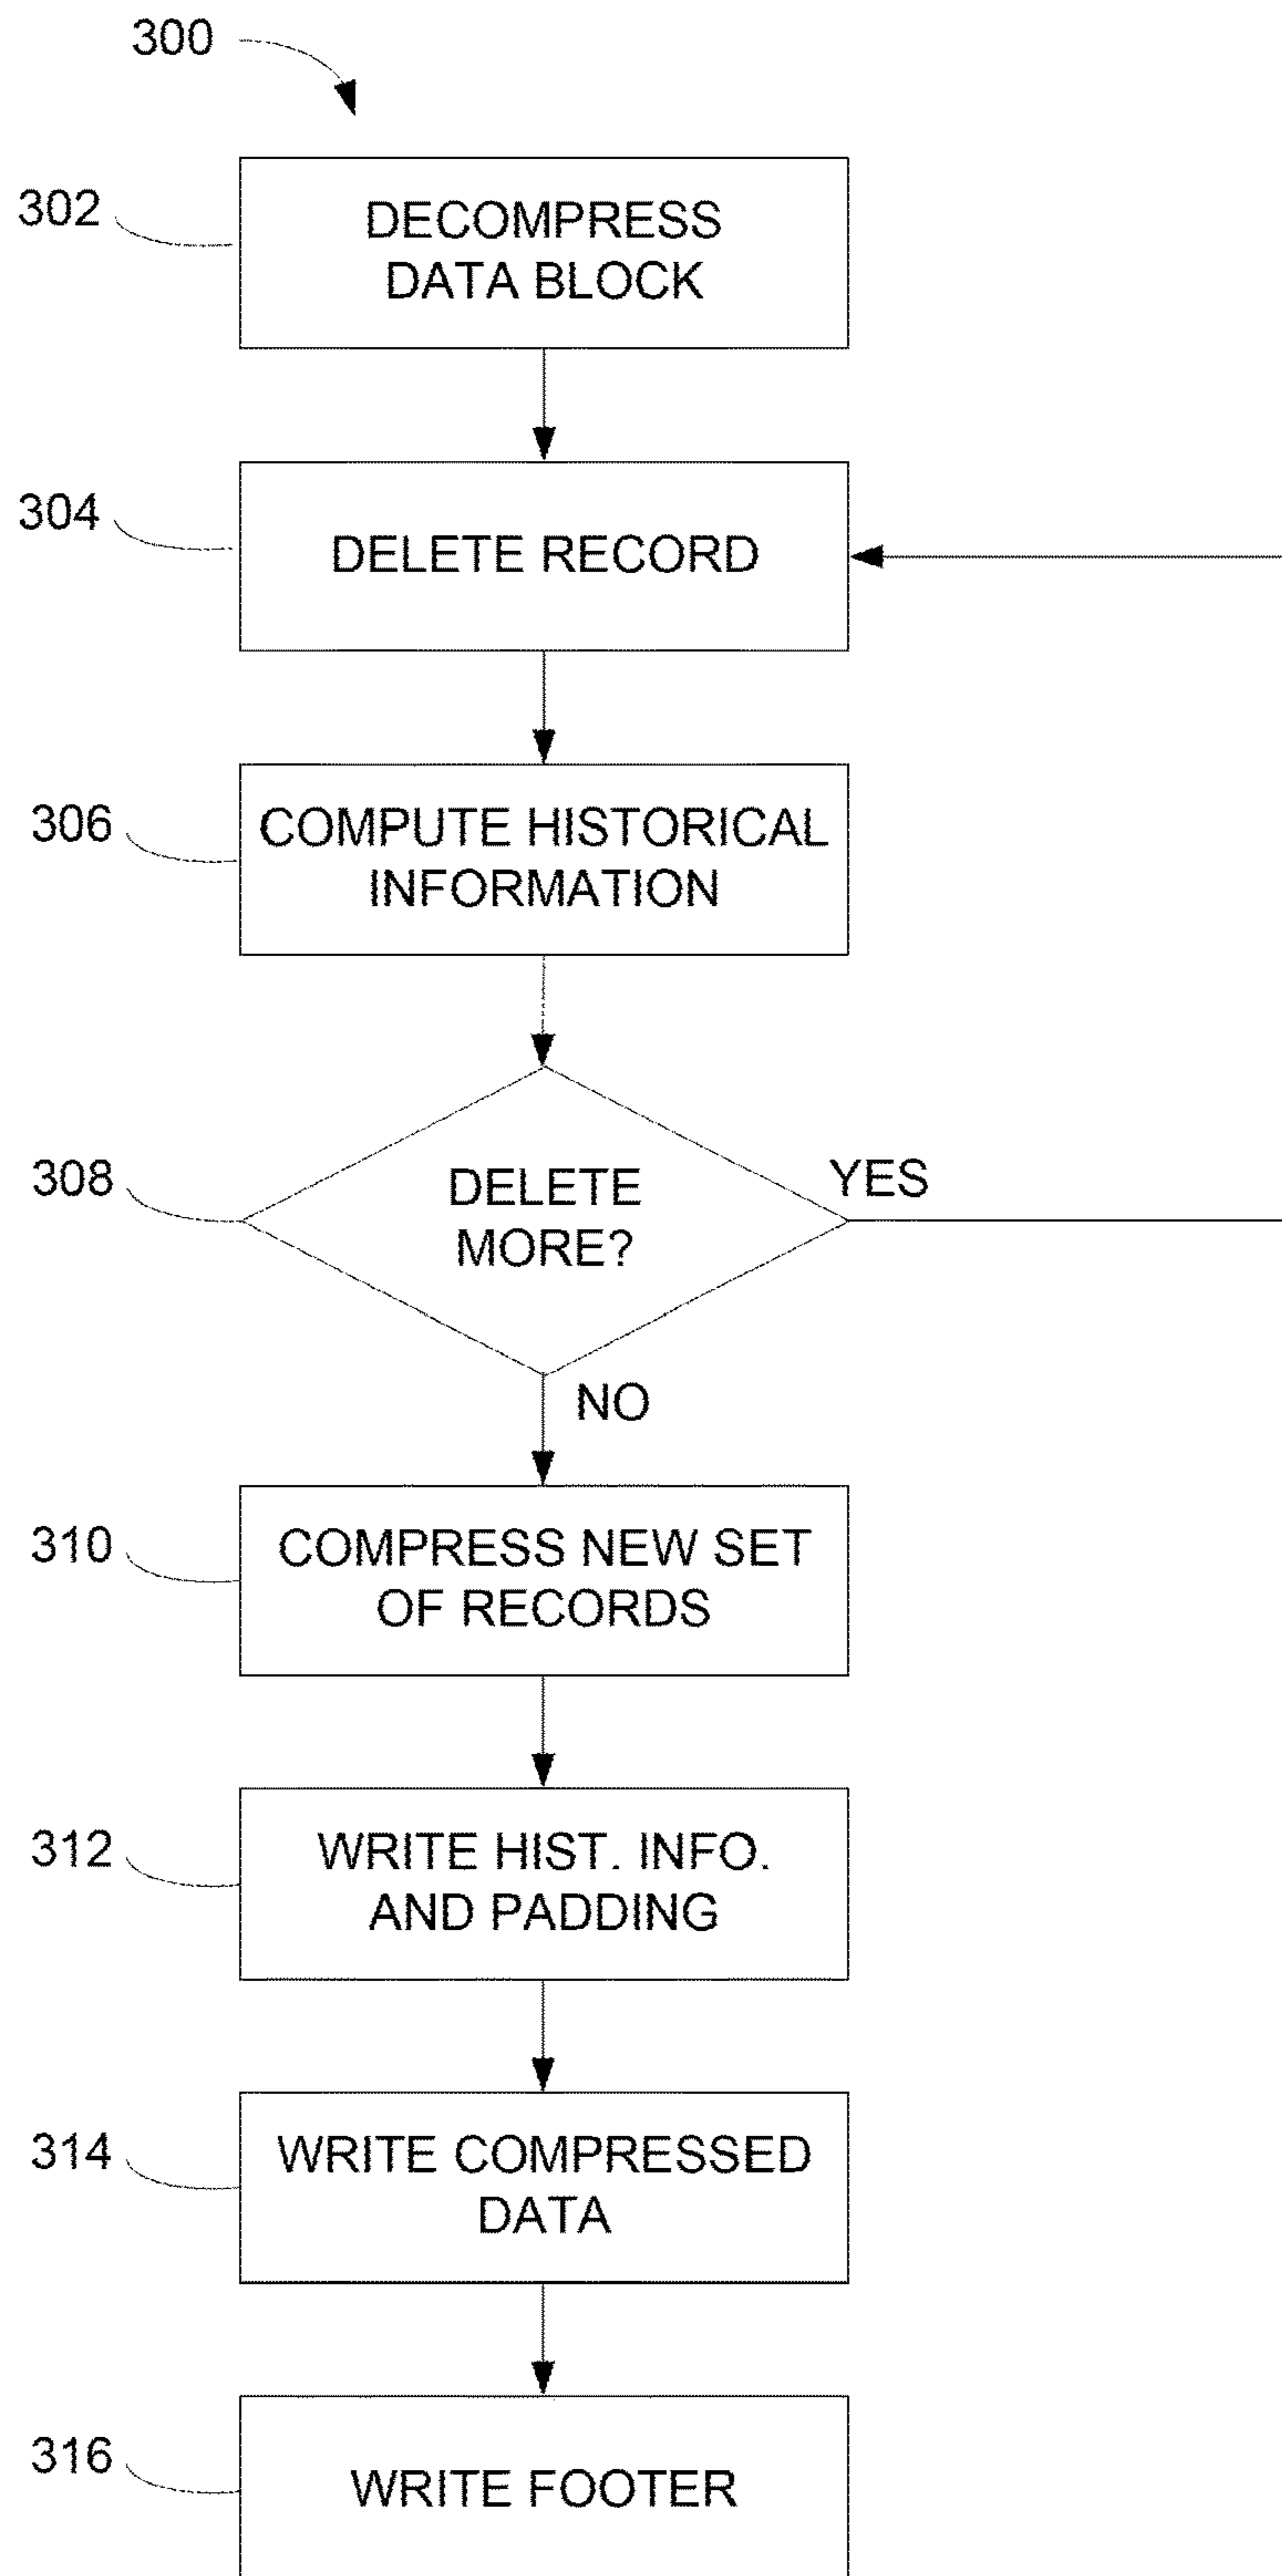 300
302
DECOMPRESS
DATA BLOCK
304
DELETE RECORD
306
COMPUTE HISTORICAL
INFORMATION
308
DELETE
MORE?
YES
NO
310
COMPRESS NEW SET
OF RECORDS
312
WRITE HIST. INFO.
AND PADDING
314
WRITE COMPRESSED
DATA
316
WRITE FOOTER